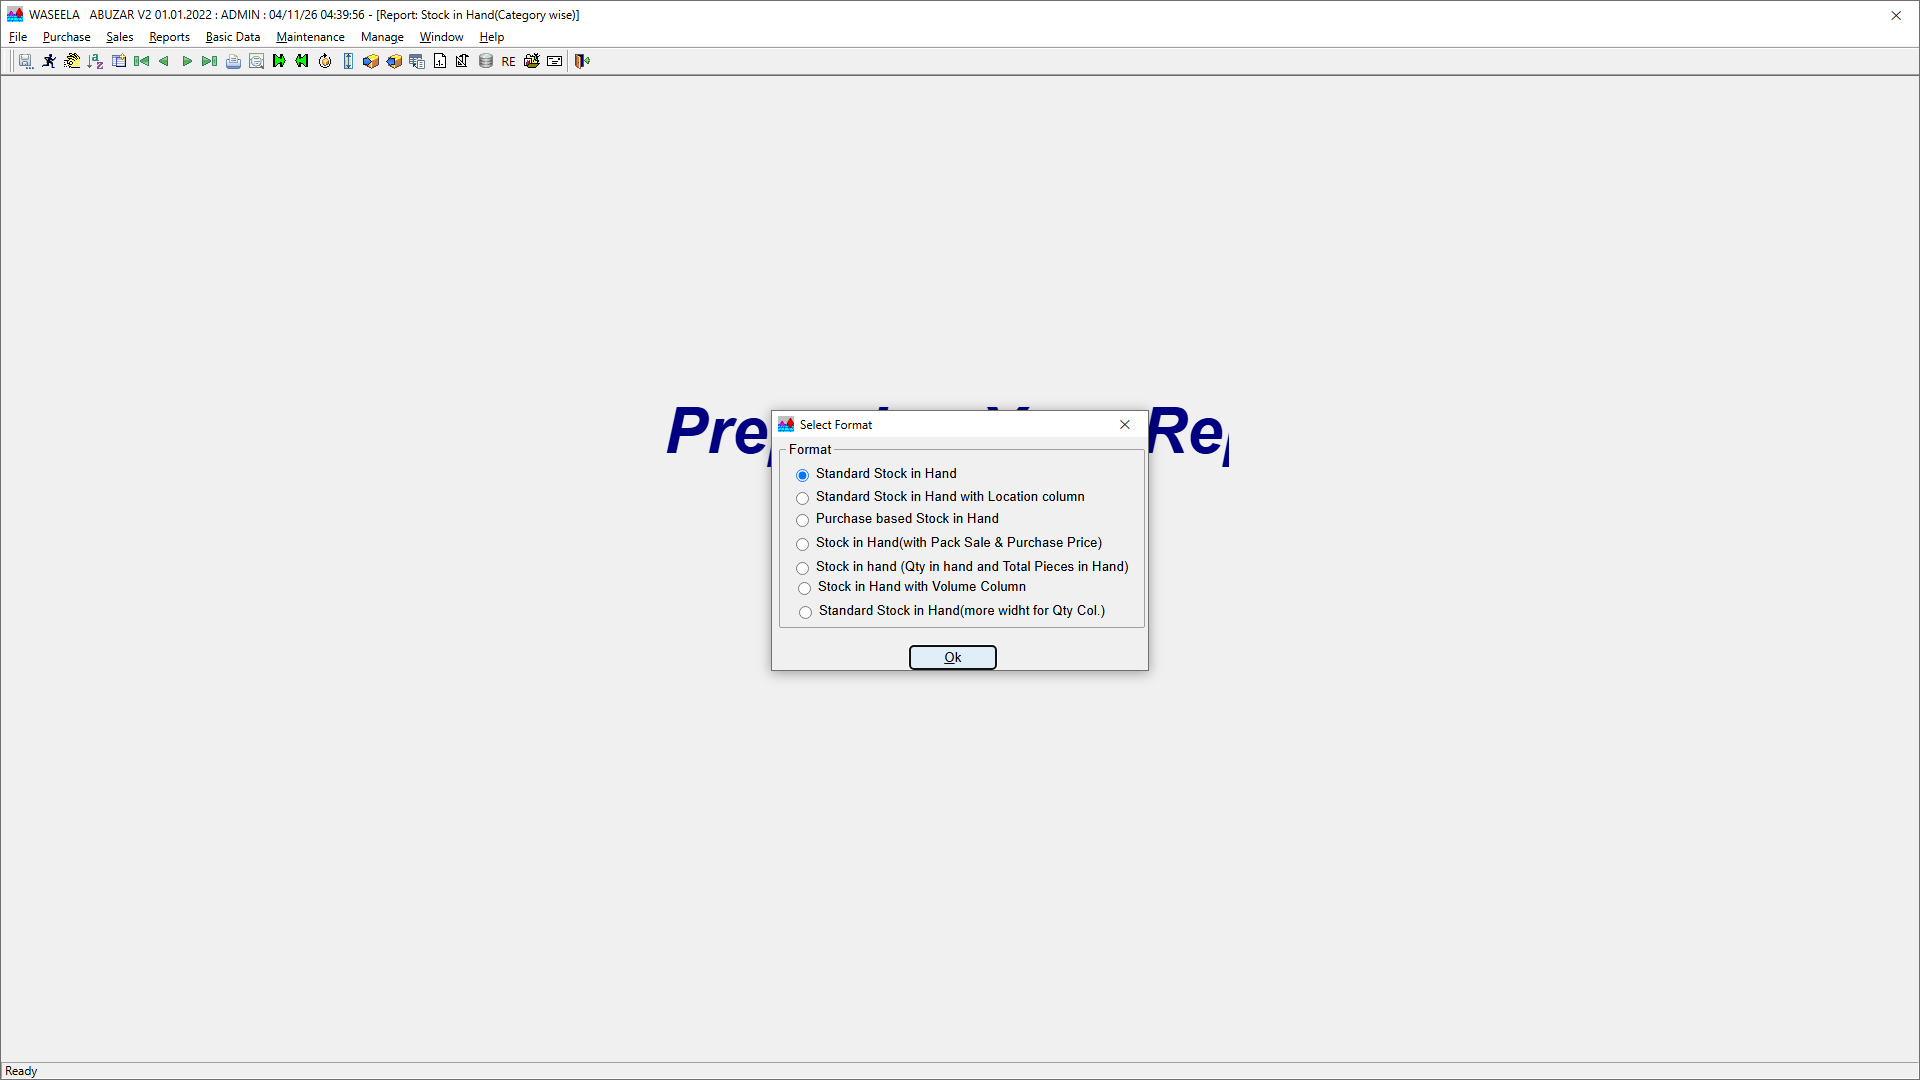 WASEELA ABUZAR V2 01.01.2022 : ADMIN : 04/11/26 04:39:56 - [Report: Stock in Hand(Category wise)]
File Purchase Sales Reports Basic Data Maintenance Manage Window Help
RE
Select Format
Format
Standard Stock in Hand
Standard Stock in Hand with Location column
Purchase based Stock in Hand
Stock in Hand(with Pack Sale & Purchase Price)
Stock in hand (Qty in hand and Total Pieces in Hand)
Stock in Hand with Volume Column
Standard Stock in Hand(more widht for Qty Col.)
Ok
Ready